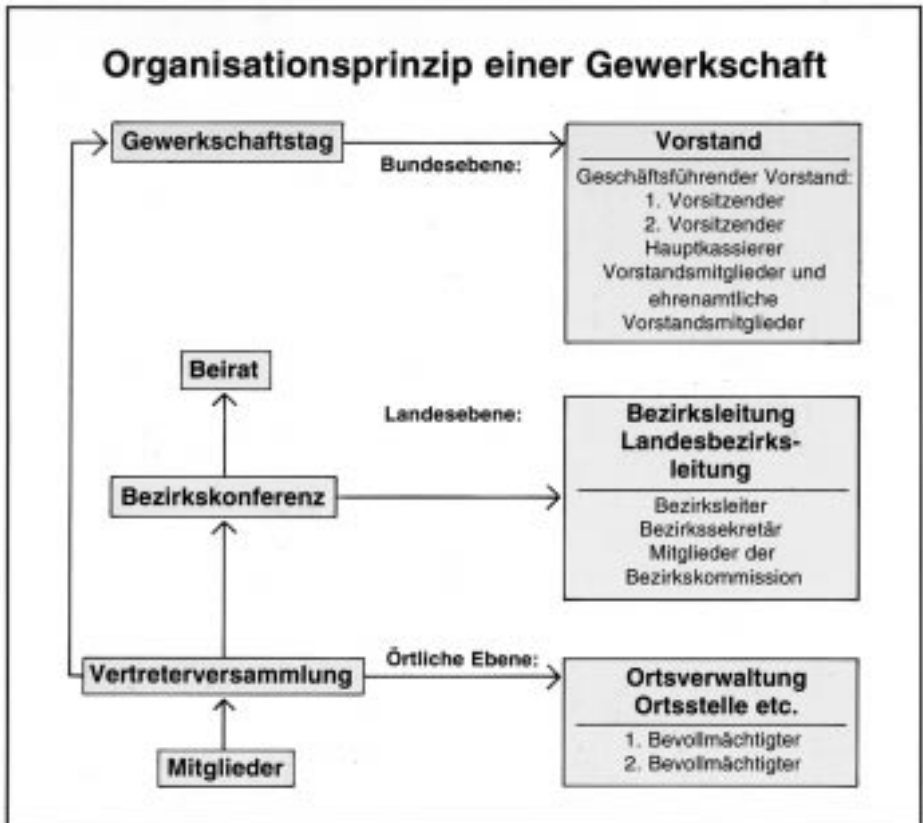 Organisationsprinzip einer Gewerkschaft
Gewerkschaftstag
Bundesebene:
Vorstand
Geschäftsführender Vorstand:
1. Vorsitzender
2. Vorsitzender
Hauptkassierer
Vorstandsmitglieder und
ehrenamtliche
Vorstandsmitglieder
Beirat
Landesebene:
Bezirksleitung
Landesbezirks-
leitung
Bezirkskonferenz
Bezirksleiter
Bezirkssekretär
Mitglieder der
Bezirkskommission
Vertreterversammlung
Örtliche Ebene:
Ortsverwaltung
Ortsstelle etc.
1. Bevollmächtigter
2. Bevollmächtigter
Mitglieder